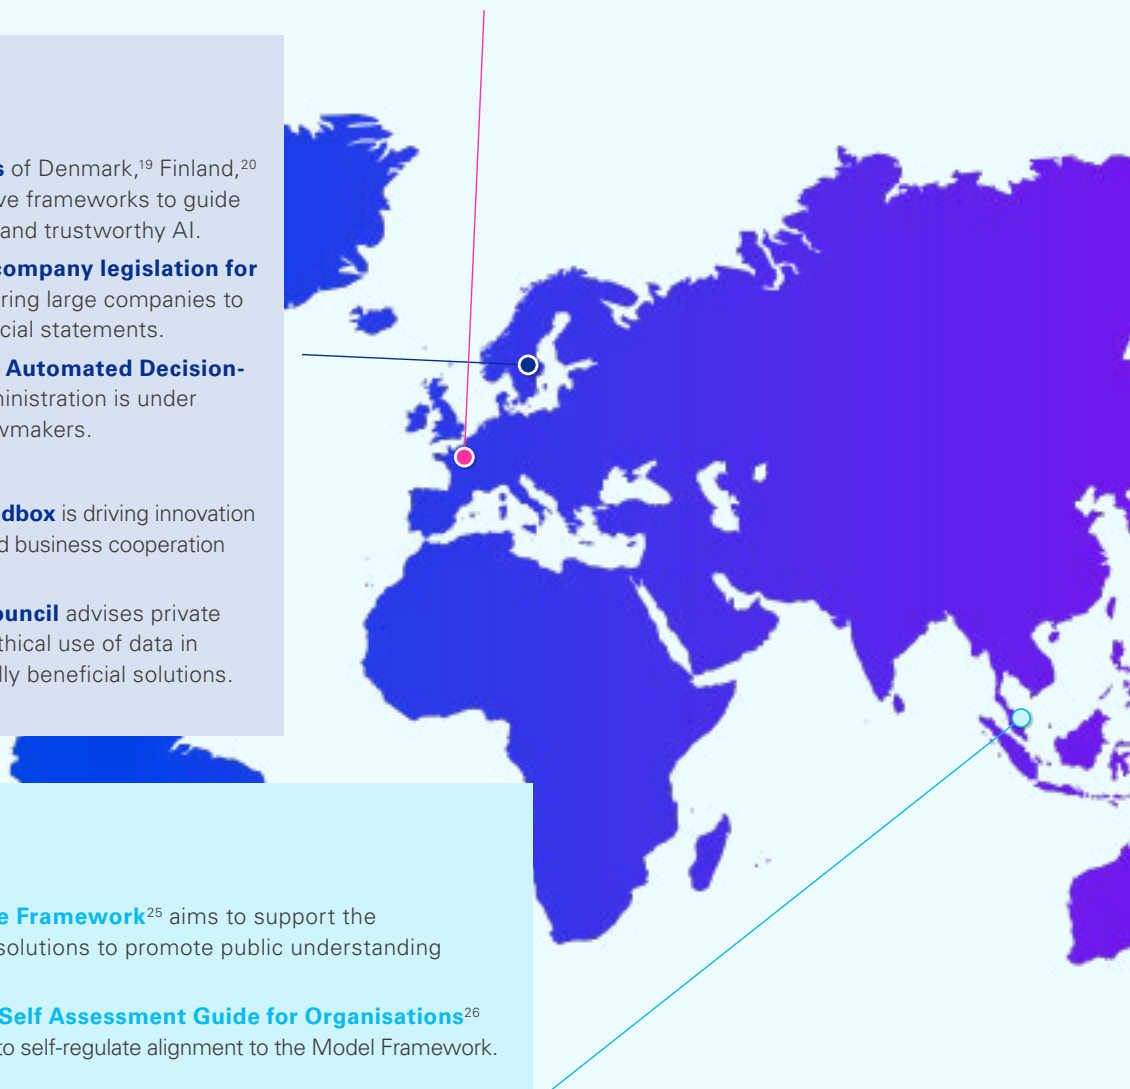 s of Denmark,19 Finland,20
ve frameworks to guide
and trustworthy AI.
company legislation for
ring large companies to
cial statements.
Automated Decision-
ministration is under
wmakers.
dbox is driving innovation
d business cooperation
ouncil advises private
thical use of data in
lly beneficial solutions.
e Framework25 aims to support the
solutions to promote public understanding
Self Assessment Guide for Organisations26
to self-regulate alignment to the Model Framework.